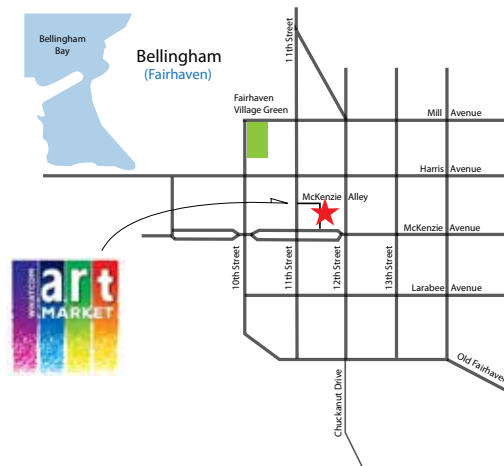 Bellingham
Bay
Bellingham
(Fairhaven)
11th Street
Fairhaven
Village Green
Mill Avenue
Harris Avenue
McKenzie Alley
McKenzie Avenue
10th Street
11th Street
12th Street
13th Street
Larabee Avenue
Old Fairhaven
Chuckanut Drive
WHATCOM
art
MARKET